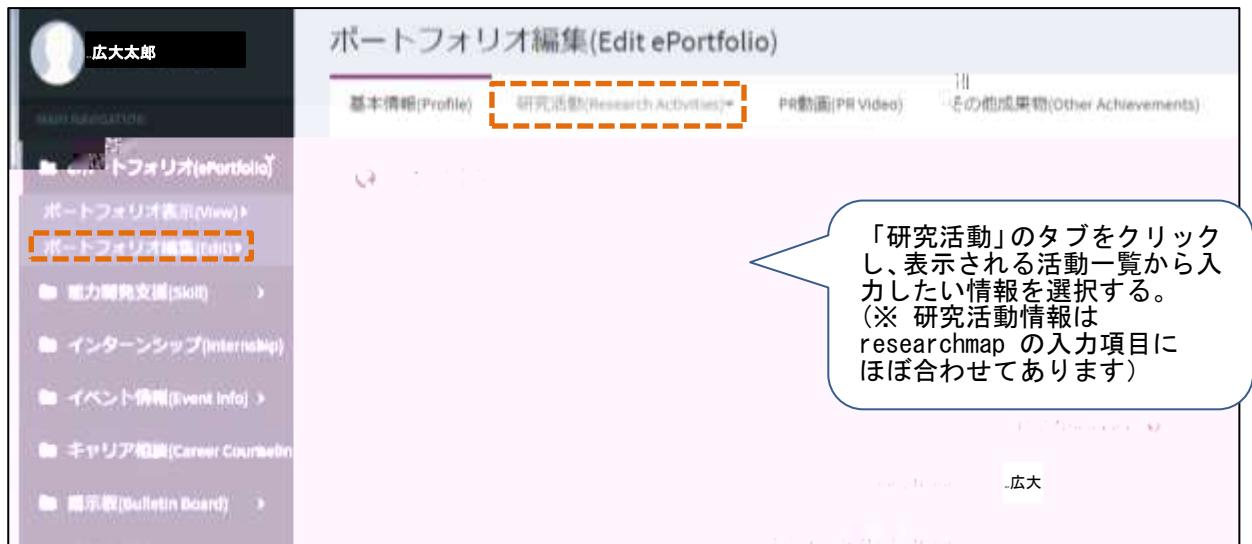 広大太郎
MAIN NAVIGATION
トフォリオ(ePortfolio)
ポートフォリオ表示(View)
ポートフォリオ編集(Edit)
能力開発支援(Skill)
インターンシップ(Internship)
イベント情報(Event Info)
キャリア相談(Career Counselin
掲示板(Bulletin Board)
ポートフォリオ編集(Edit ePortfolio)
基本情報(Profile) 研究活動(Research Activities) PR動画(PR Video) その他成果物(Other Achievements)
「研究活動」のタブをクリック
し、表示される活動一覧から入
力したい情報を選択する。
(※ 研究活動情報は
researchmap の入力項目に
ほぼ合わせてあります)
広大